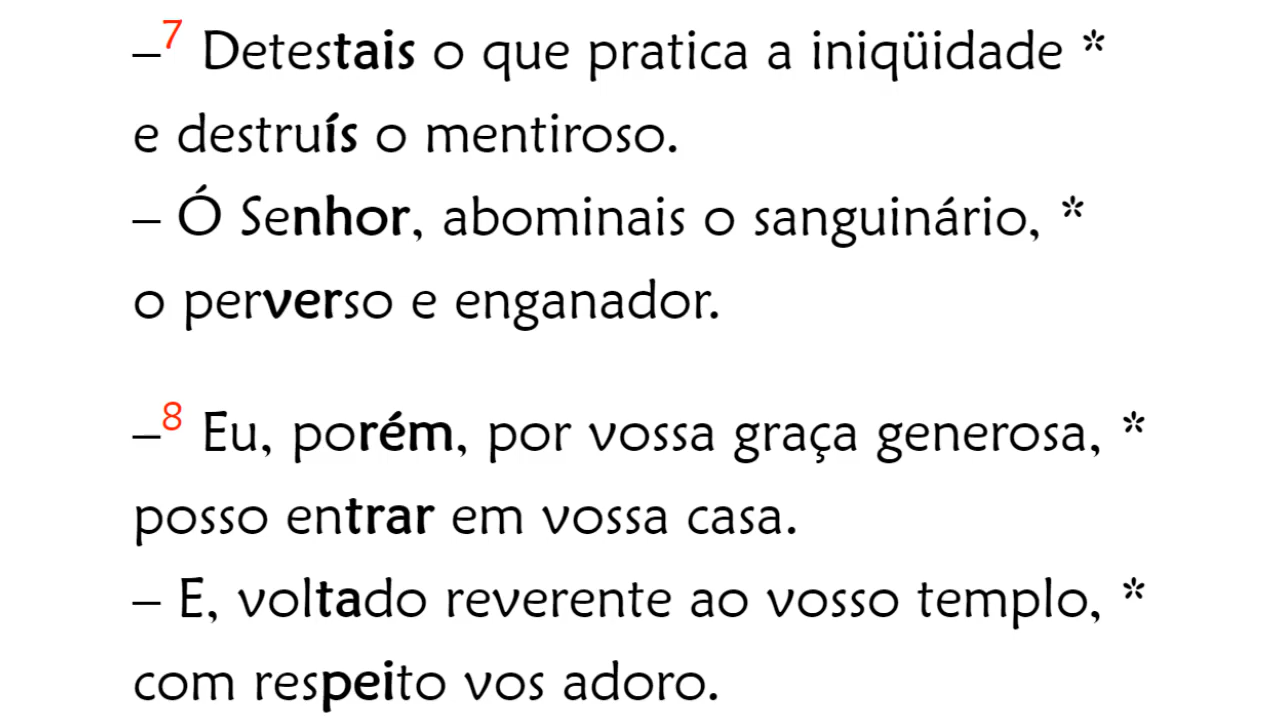 –7 Detestais o que pratica a iniqüidade *
e destruís o mentiroso.
– Ó Senhor, abominais o sanguinário, *
o perverso e enganador.
–8 Eu, porém, por vossa graça generosa, *
posso entrar em vossa casa.
– E, voltado reverente ao vosso templo, *
com respeito vos adoro.